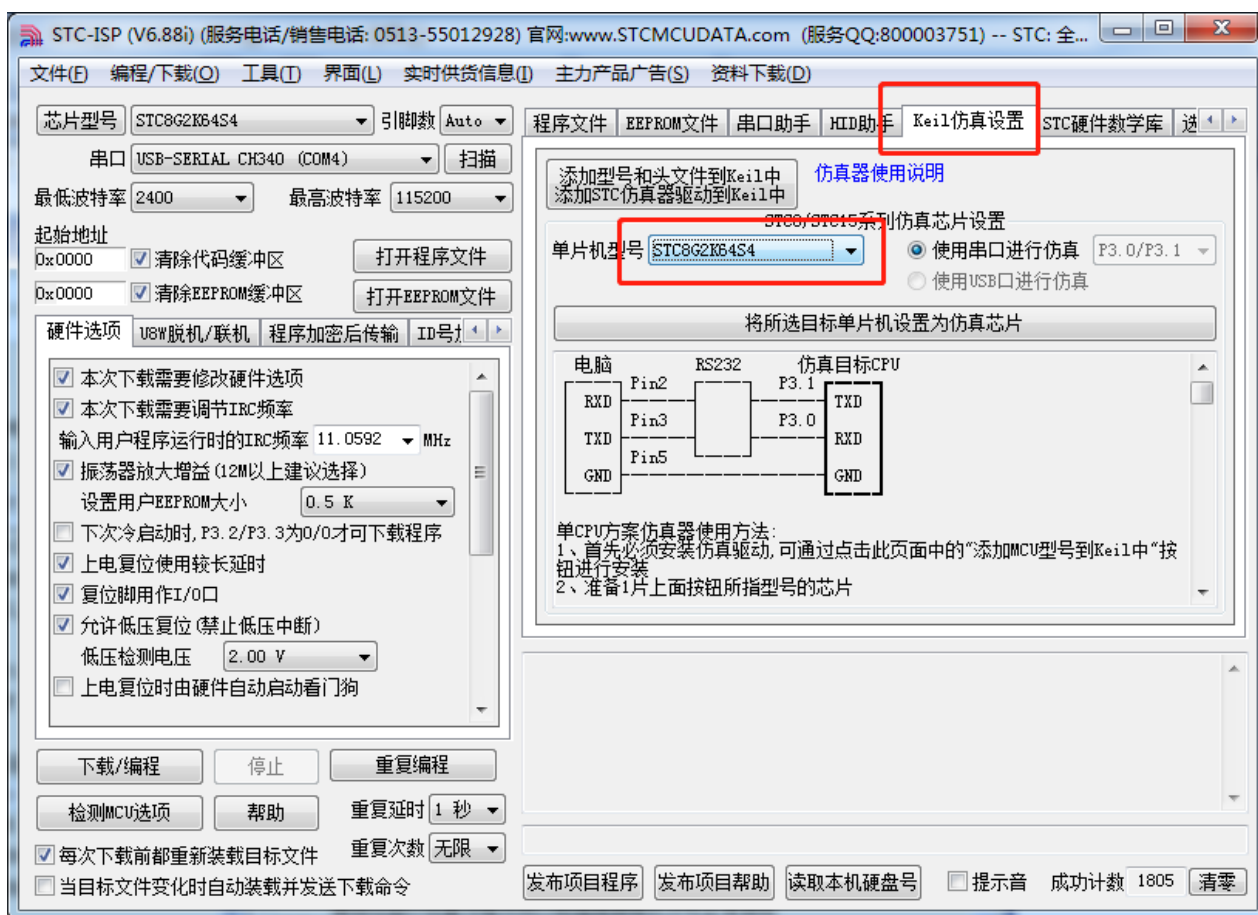 STC-ISP (V6.88i) (服务电话/销售电话: 0513-55012928) 官网:www.STCMCUDATA.com (服务QQ:800003751) -- STC: 全...
文件(F) 编程/下载(O) 工具(T) 界面(L) 实时供货信息(I) 主力产品广告(S) 资料下载(D)
芯片型号 STC8G2K64S4 引脚数 Auto
串口 USB-SERIAL CH340 (COM4) 扫描
最低波特率 2400 最高波特率 115200
起始地址
0x0000 清除代码缓冲区 打开程序文件
0x0000 清除EEPROM缓冲区 打开EEPROM文件
硬件选项 U8W脱机/联机 程序加密后传输
本次下载需要修改硬件选项
本次下载需要调节IRC频率
输入用户程序运行时的IRC频率 11.0592 MHz
振荡器放大增益(12M以上建议选择)
设置用户EEPROM大小 0.5 K
下次冷启动时,P3.2/P3.3为0/0才可下载程序
上电复位使用较长延时
复位脚用作I/O口
允许低压复位(禁止低压中断)
低压检测电压 2.00 V
上电复位时由硬件自动启动看门狗
下载/编程 停止 重复编程
检测MCU选项 帮助 重复延时 1 秒
每次下载前都重新装载目标文件 重复次数 无限
当目标文件变化时自动装载并发送下载命令
程序文件 EEPROM文件 串口助手 HID助手 Keil仿真设置 STC硬件数学库
添加型号和头文件到Keil中 仿真器使用说明
添加STC仿真器驱动到Keil中
STC8/STC15系列仿真芯片设置
单片机型号 STC8G2K64S4 使用串口进行仿真 P3.0/P3.1
使用USB口进行仿真
将所选目标单片机设置为仿真芯片
电脑 RS232 仿真目标CPU
Pin2 P3.1
RXD TXD
Pin3 P3.0
TXD RXD
Pin5
GND GND
单CPU方案仿真器使用方法:
1、首先必须安装仿真驱动,可通过点击此页面中的“添加MCU型号到Keil中“按
钮进行安装
2、准备1片上面按钮所指型号的芯片
发布项目程序 发布项目帮助 读取本机硬盘号 提示音 成功计数 1805 清零